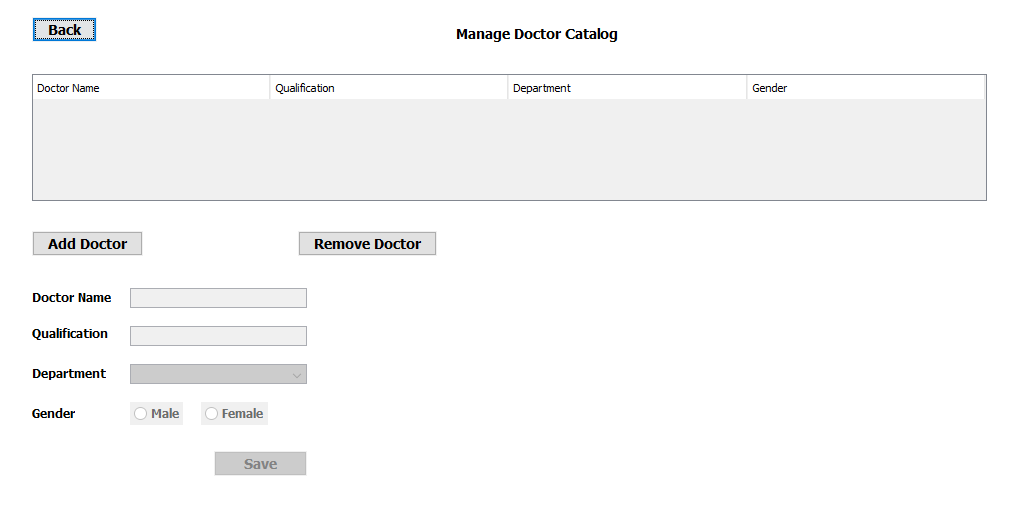 Back
Manage Doctor Catalog
Doctor Name Qualification Department Gender
Add Doctor Remove Doctor
Doctor Name
Qualification
Department
Gender Male Female
Save